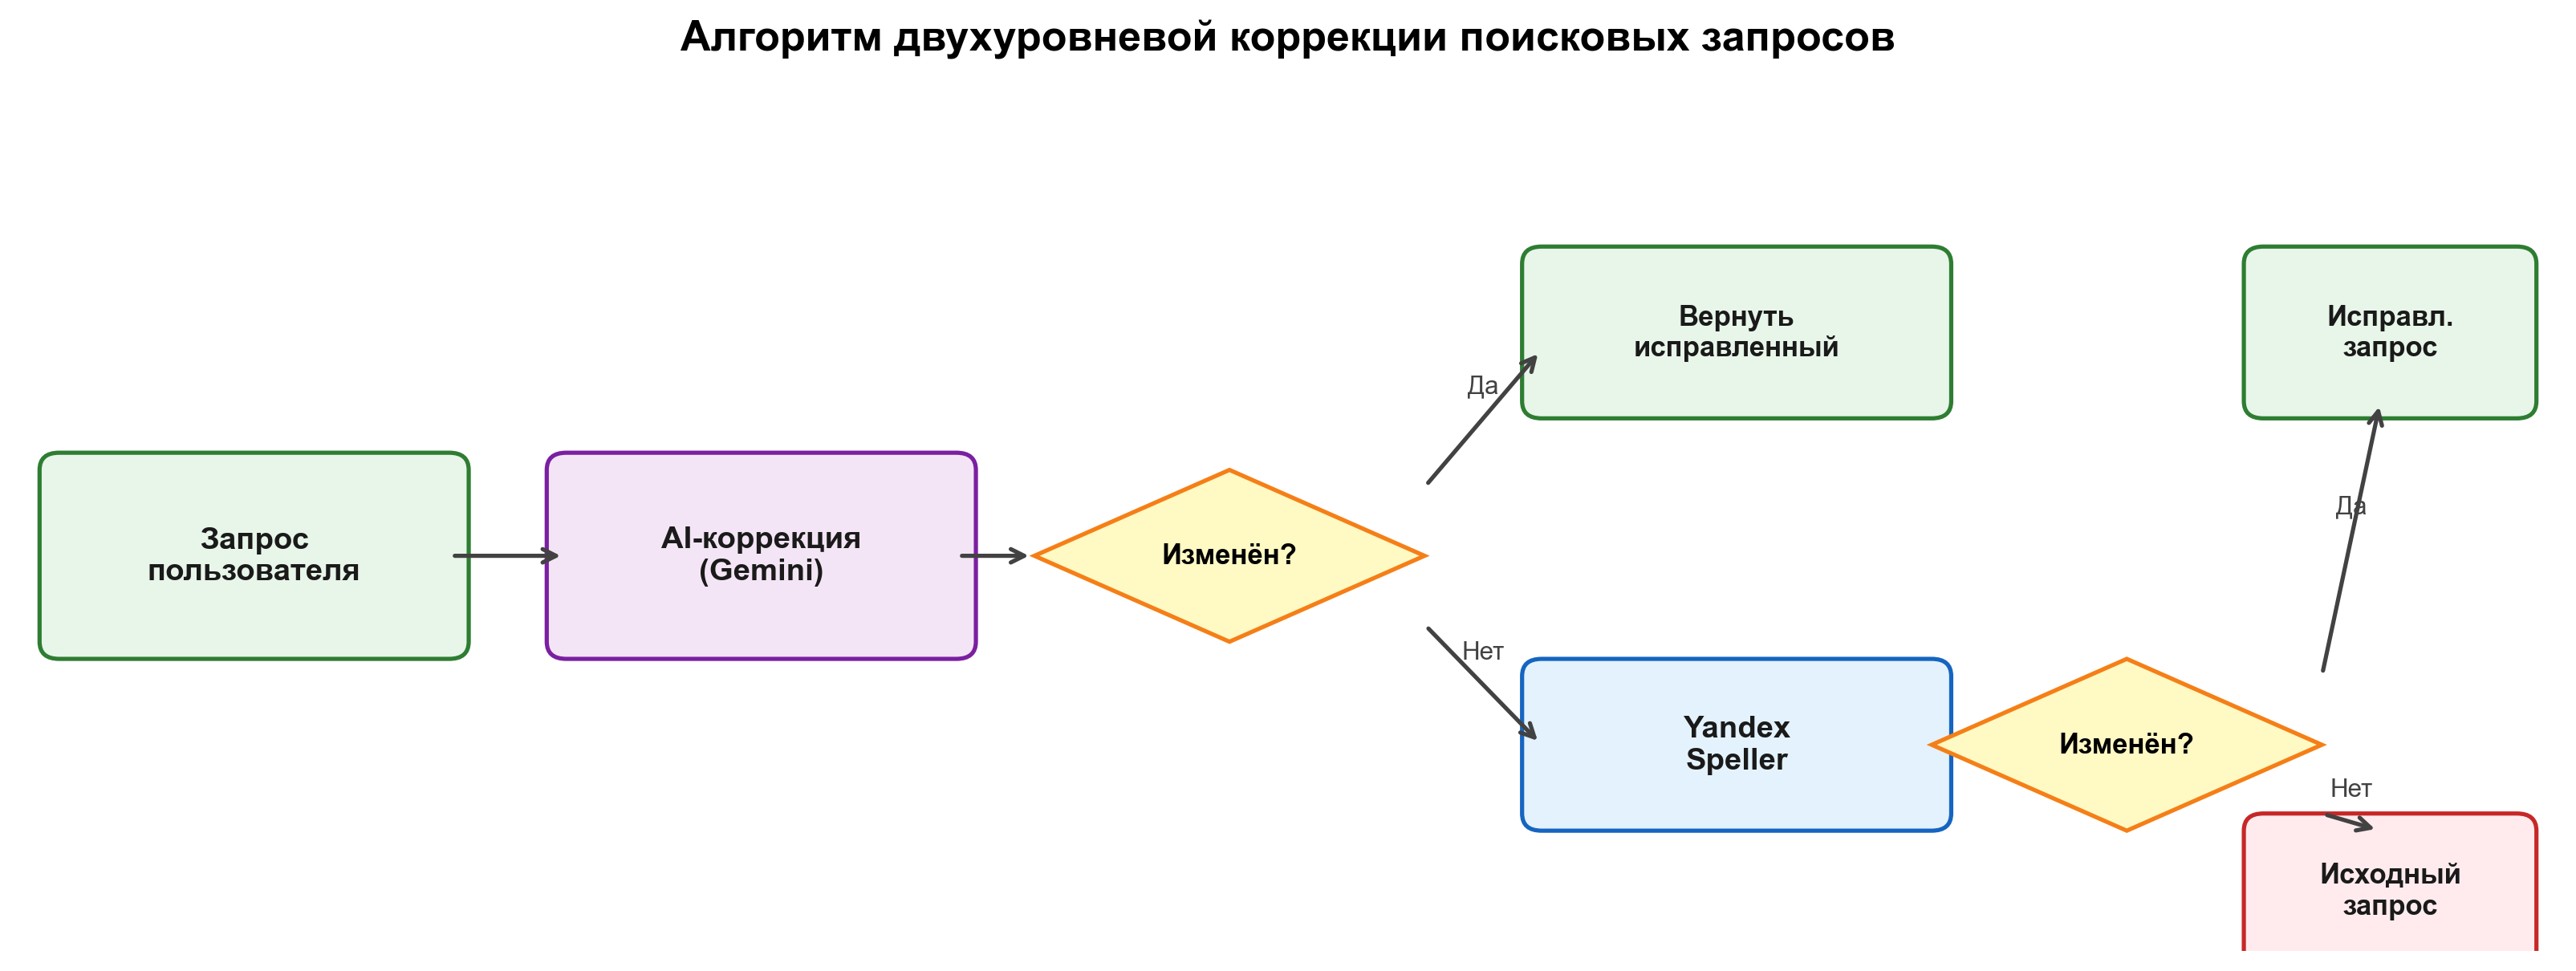 Алгоритм двухуровневой коррекции поисковых запросов
Запрос
пользователя
AI-коррекция
(Gemini)
Изменён?
Да
Вернуть
исправленный
Нет
Yandex
Speller
Изменён?
Да
Исправл.
запрос
Нет
Исходный
запрос